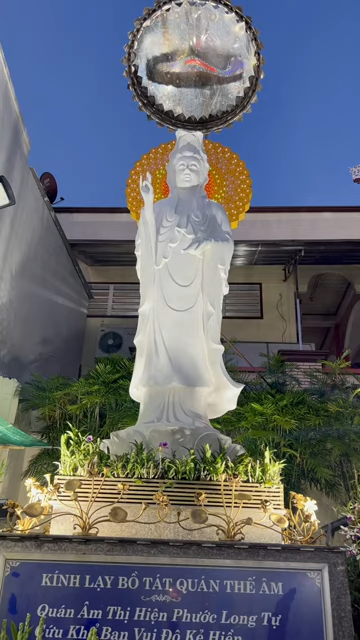 KÍNH LẠY BỒ TÁT QUÁN THẾ ÂM
Quán Âm Thị Hiện Phước Long Tự
Cứu Khổ Ban Vui Độ Kẻ Hiền